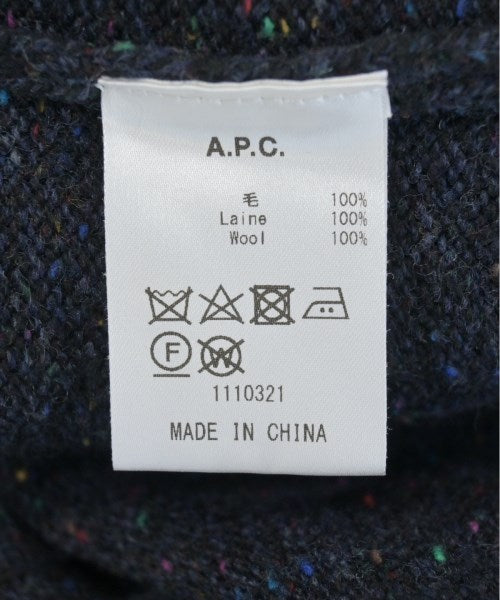 A.P.C.
毛 100%
Laine 100%
Wool 100%
F W
1110321
MADE IN CHINA